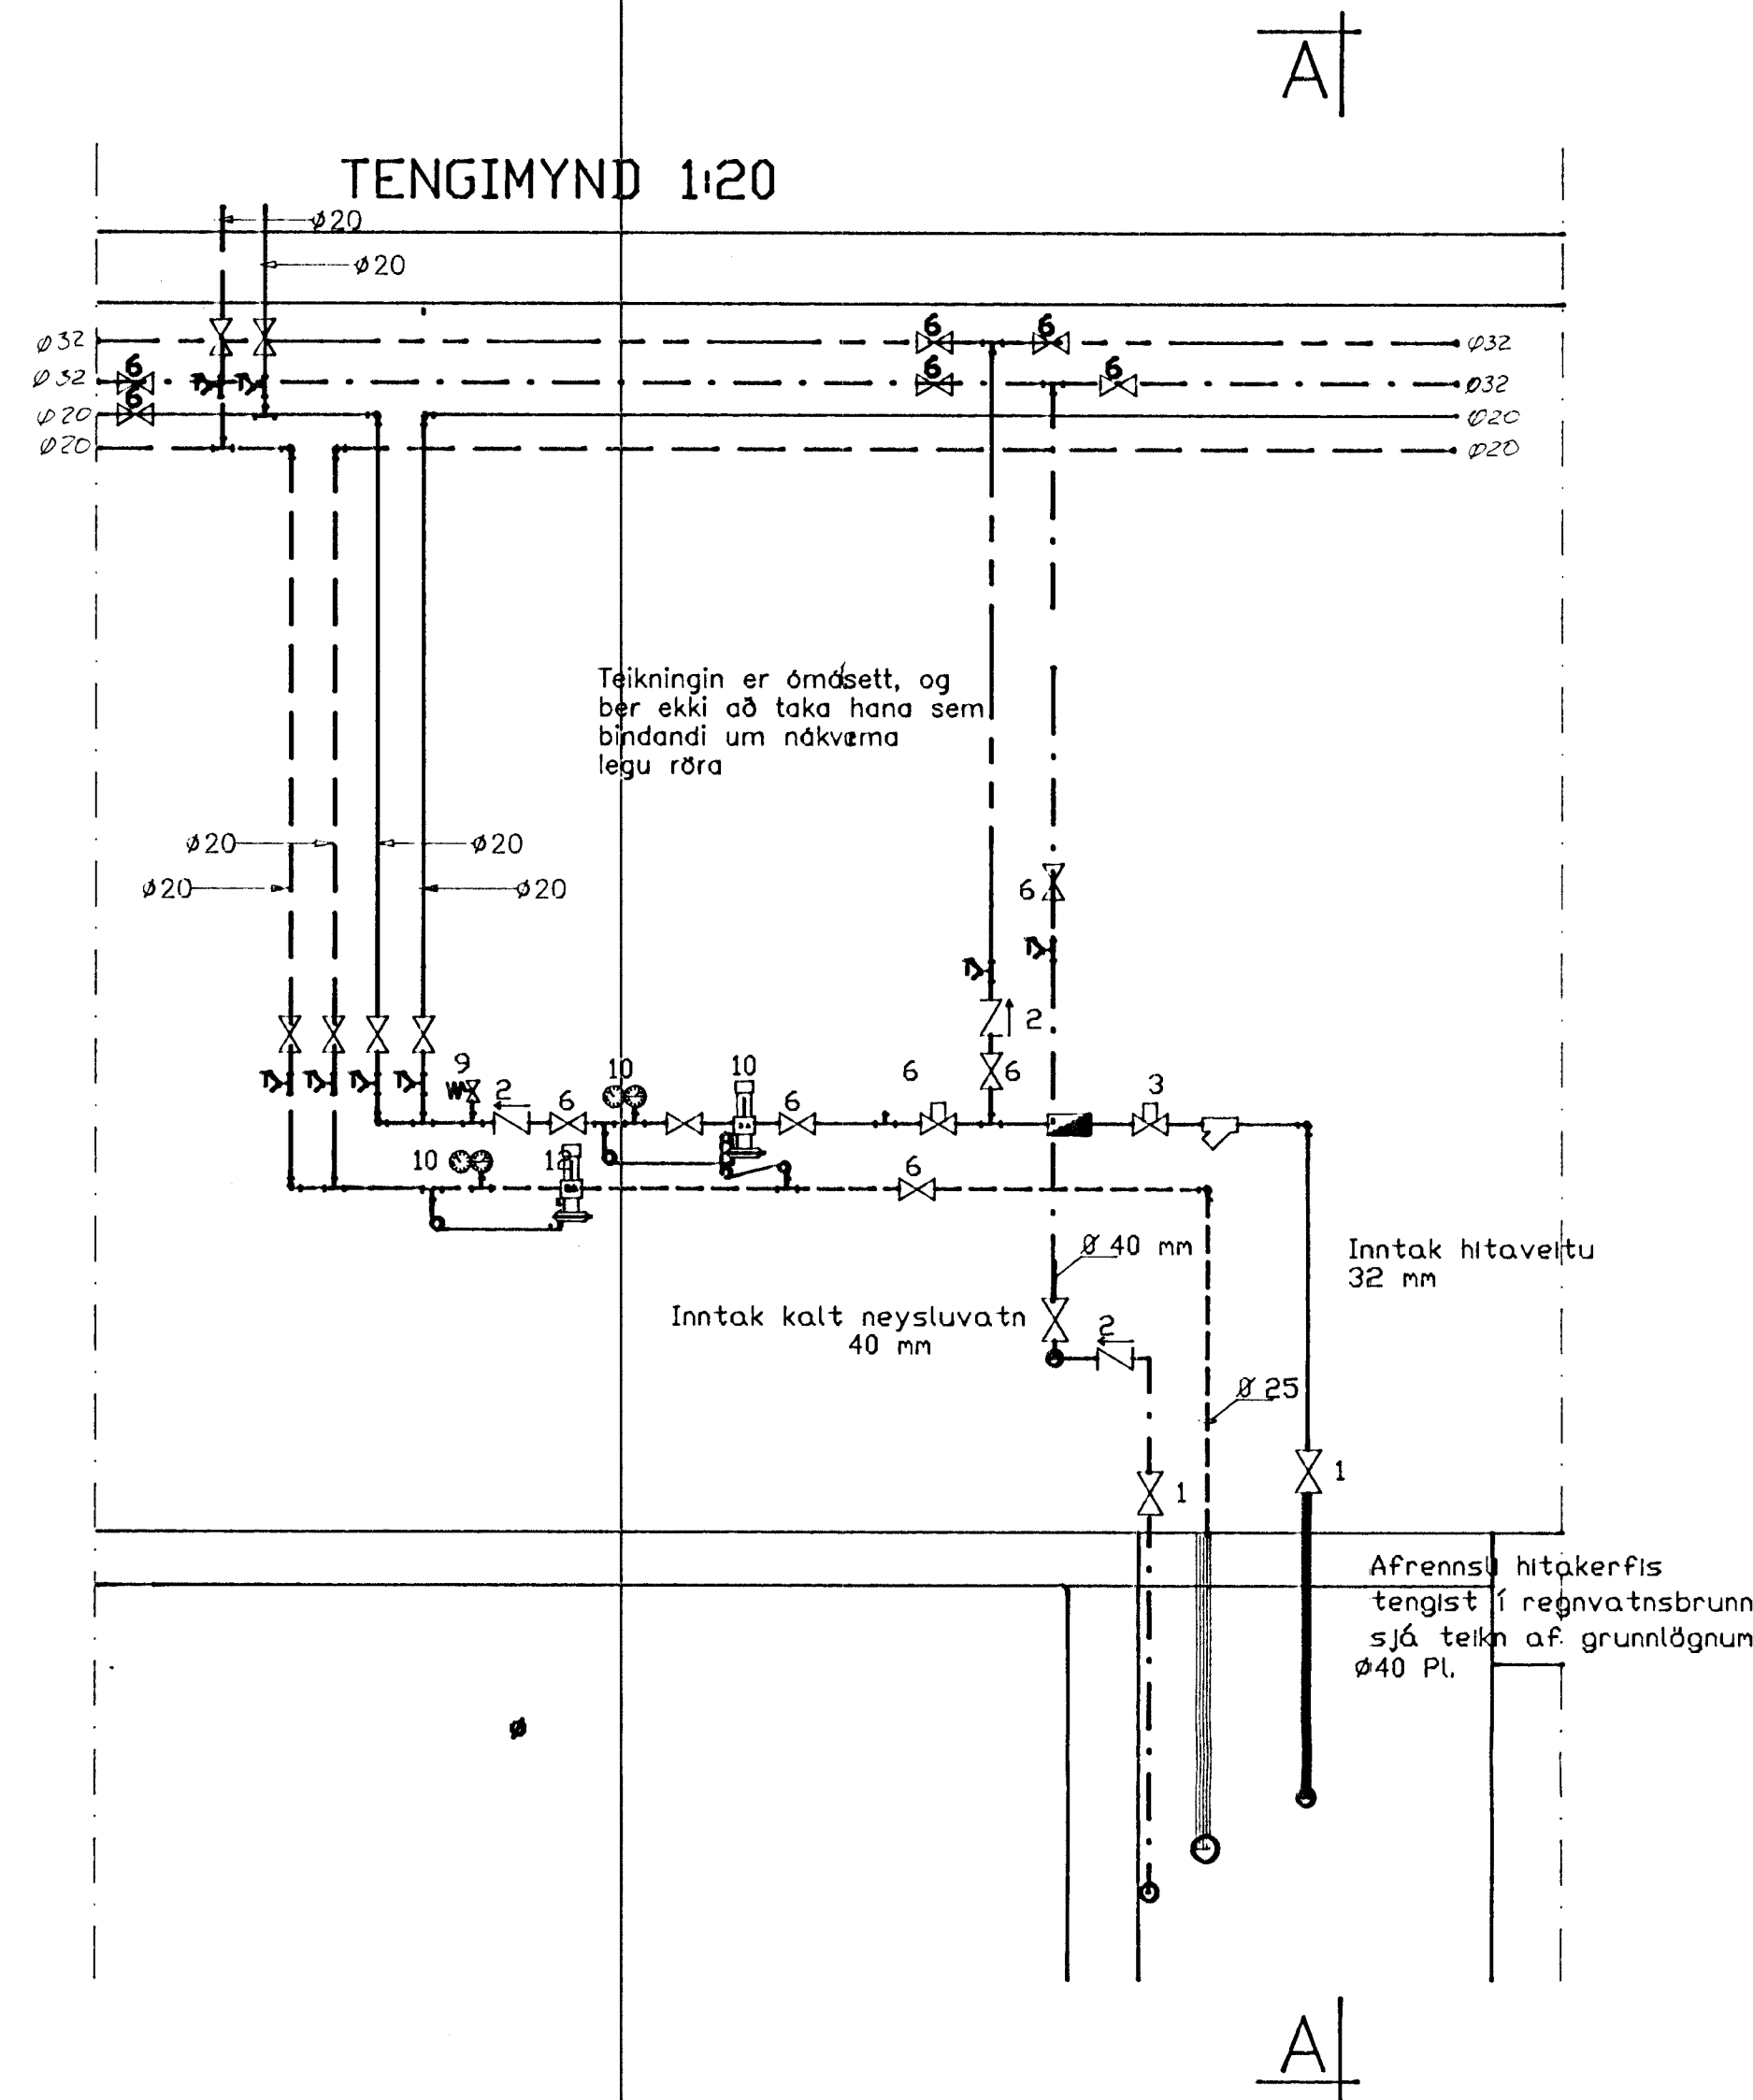 A
TENGIMYND 1:20
ø20
ø20
ø32
6
6
ø32
ø32
6
6
6
ø32
ø20
6
ø20
ø20
ø20
Teikningin er ómásett, og
ber ekki að taka hana sem
bindandi um nákvæma
legu röra
ø20
ø20
ø20
ø20
6
2
9
2
6
10
10
6
6
6
3
10
12
6
Ø 40 mm
Inntak hitaveitu
32 mm
Inntak kalt neysluvatn
40 mm
2
Ø 25
1
1
Afrennsli hitakerfis
tengist í regnvatnsbrunn
sjá teikn af grunnlögnum
ø40 Pl.
ø
A